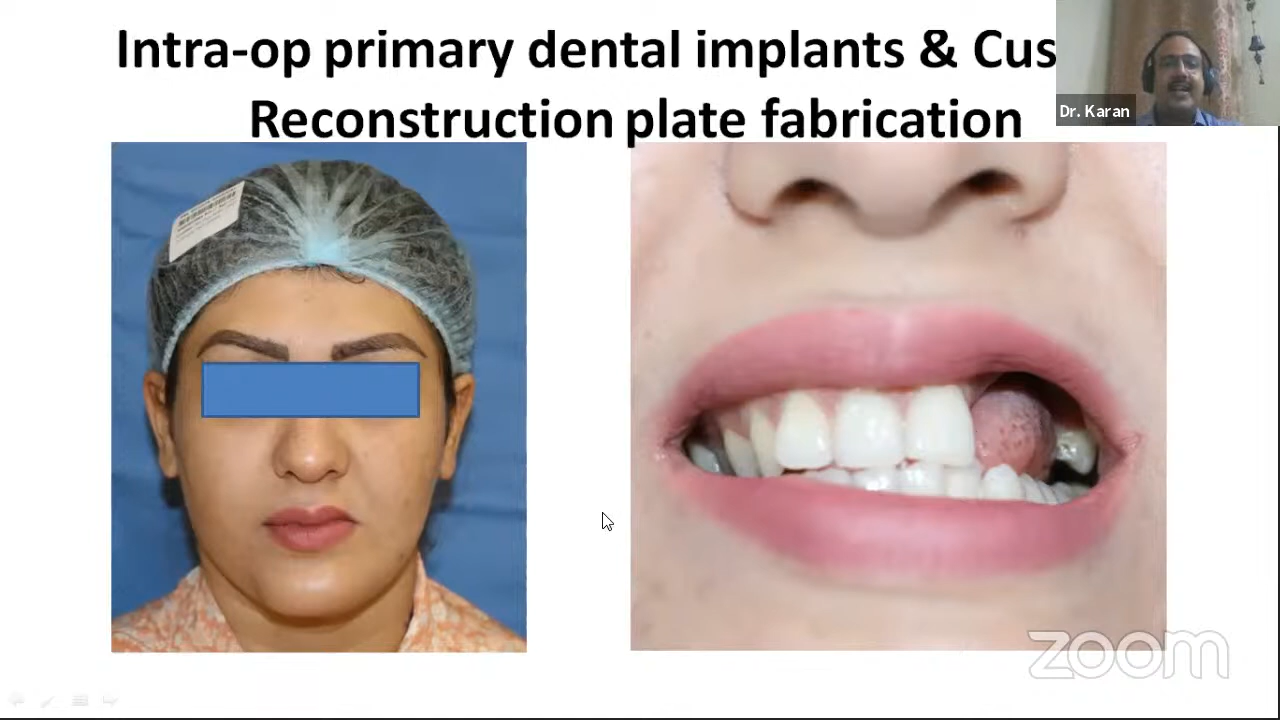 Intra-op primary dental implants & Cus
Reconstruction plate fabrication
Dr. Karan
zoom